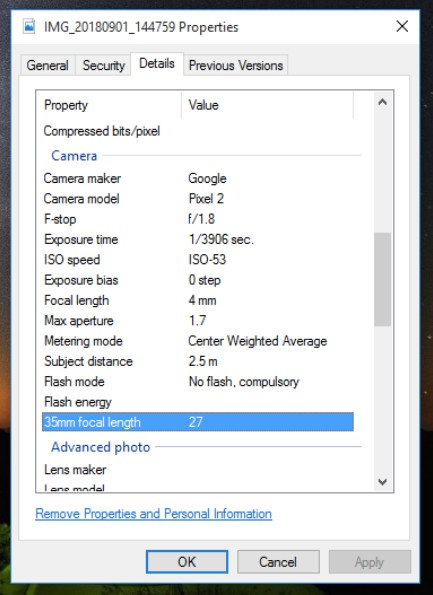 IMG_20180901_144759 Properties
General Security Details Previous Versions
Property Value
Compressed bits/pixel
Camera
Camera maker Google
Camera model Pixel 2
F-stop f/1.8
Exposure time 1/3906 sec.
ISO speed ISO-53
Exposure bias 0 step
Focal length 4 mm
Max aperture 1.7
Metering mode Center Weighted Average
Subject distance 2.5 m
Flash mode No flash, compulsory
Flash energy
35mm focal length 27
Advanced photo
Lens maker
Lens model
Remove Properties and Personal Information
OK Cancel Apply